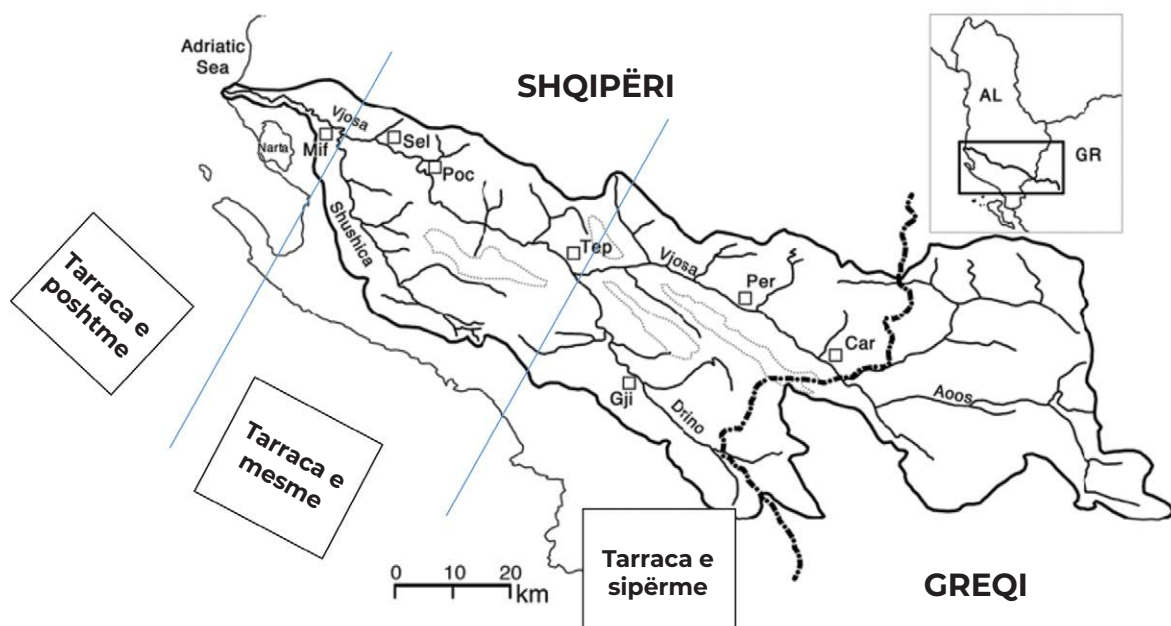 Adriatic
Sea
SHQIPËRI
AL
GR
Vjosa
Narta
Mif
Sel
Poc
Shushica
Tep
Vjosa
Per
Car
Gji
Drino
Aoos
Tarraca e
poshtme
Tarraca e
mesme
Tarraca e
sipërme
0 10 20
km
GREQI